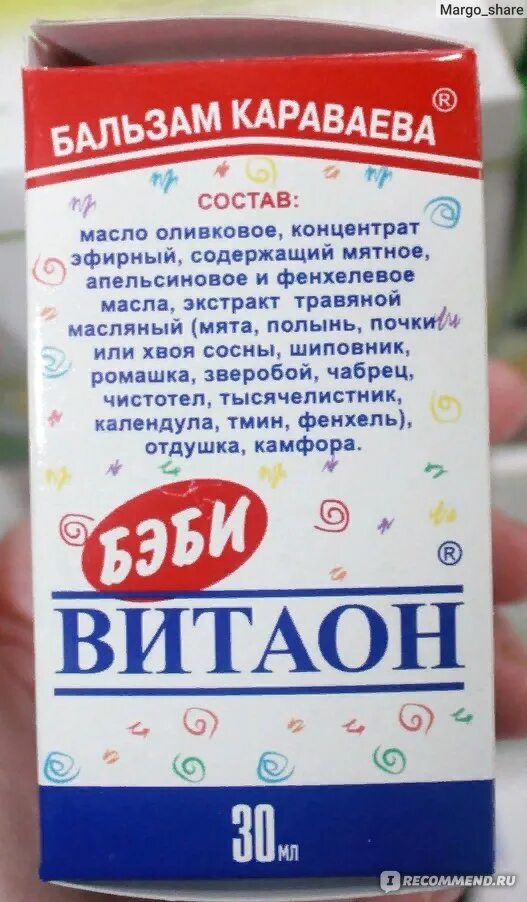 Margo_share
БАЛЬЗАМ КАРАВАЕВА ®
СОСТАВ:
масло оливковое, концентрат
эфирный, содержащий мятное,
апельсиновое и фенхелевое
масла, экстракт травяной
масляный (мята, полынь, почки
или хвоя сосны, шиповник,
ромашка, зверобой, чабрец,
чистотел, тысячелистник,
календула, тмин, фенхель),
отдушка, камфора.
БЭБИ
®
ВИТАОН
30 мл
IRECOMMEND.RU